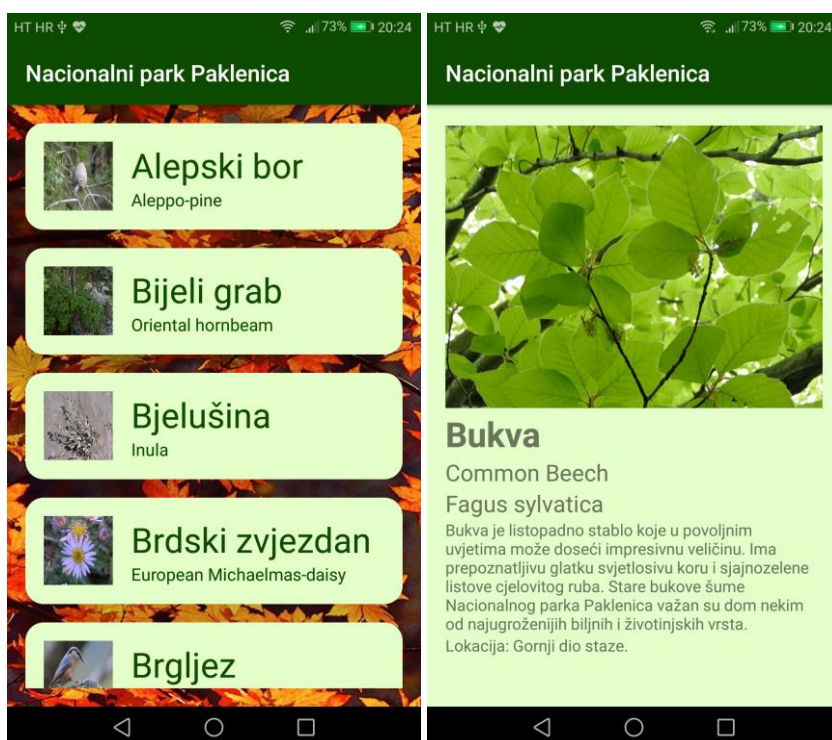 HT HR 73% 20:24
Nacionalni park Paklenica
Alepski bor
Aleppo-pine
Bijeli grab
Oriental hornbeam
Bjelušina
Inula
Brdski zvjezdan
European Michaelmas-daisy
Brgljez
HT HR 73% 20:24
Nacionalni park Paklenica
Bukva
Common Beech
Fagus sylvatica
Bukva je listopadno stablo koje u povoljnim
uvjetima može doseći impresivnu veličinu. Ima
prepoznatljivu glatku svjetlosivu koru i sjajnozelene
listove cjelovitog ruba. Stare bukove šume
Nacionalnog parka Paklenica važan su dom nekim
od najugroženijih biljnih i životinjskih vrsta.
Lokacija: Gornji dio staze.